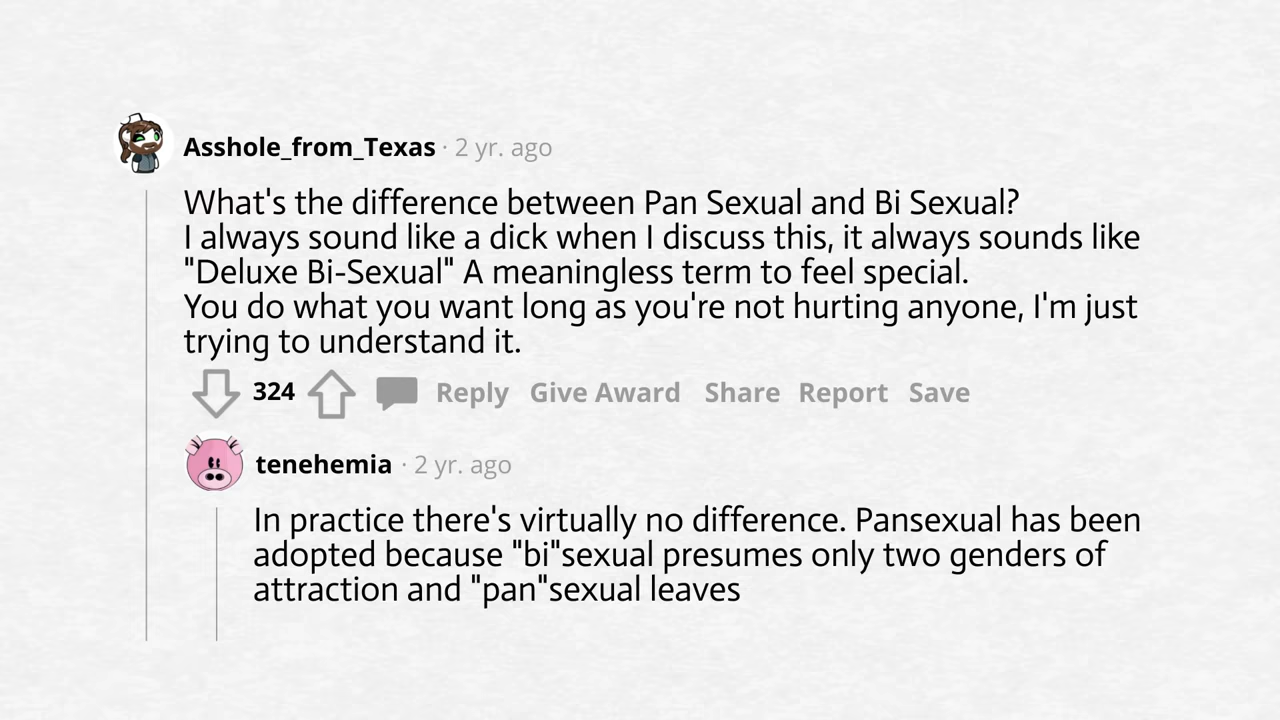 Asshole_from_Texas · 2 yr. ago
What's the difference between Pan Sexual and Bi Sexual?
I always sound like a dick when I discuss this, it always sounds like
"Deluxe Bi-Sexual" A meaningless term to feel special.
You do what you want long as you're not hurting anyone, I'm just
trying to understand it.
324 Reply Give Award Share Report Save
tenehemia · 2 yr. ago
In practice there's virtually no difference. Pansexual has been
adopted because "bi"sexual presumes only two genders of
attraction and "pan"sexual leaves